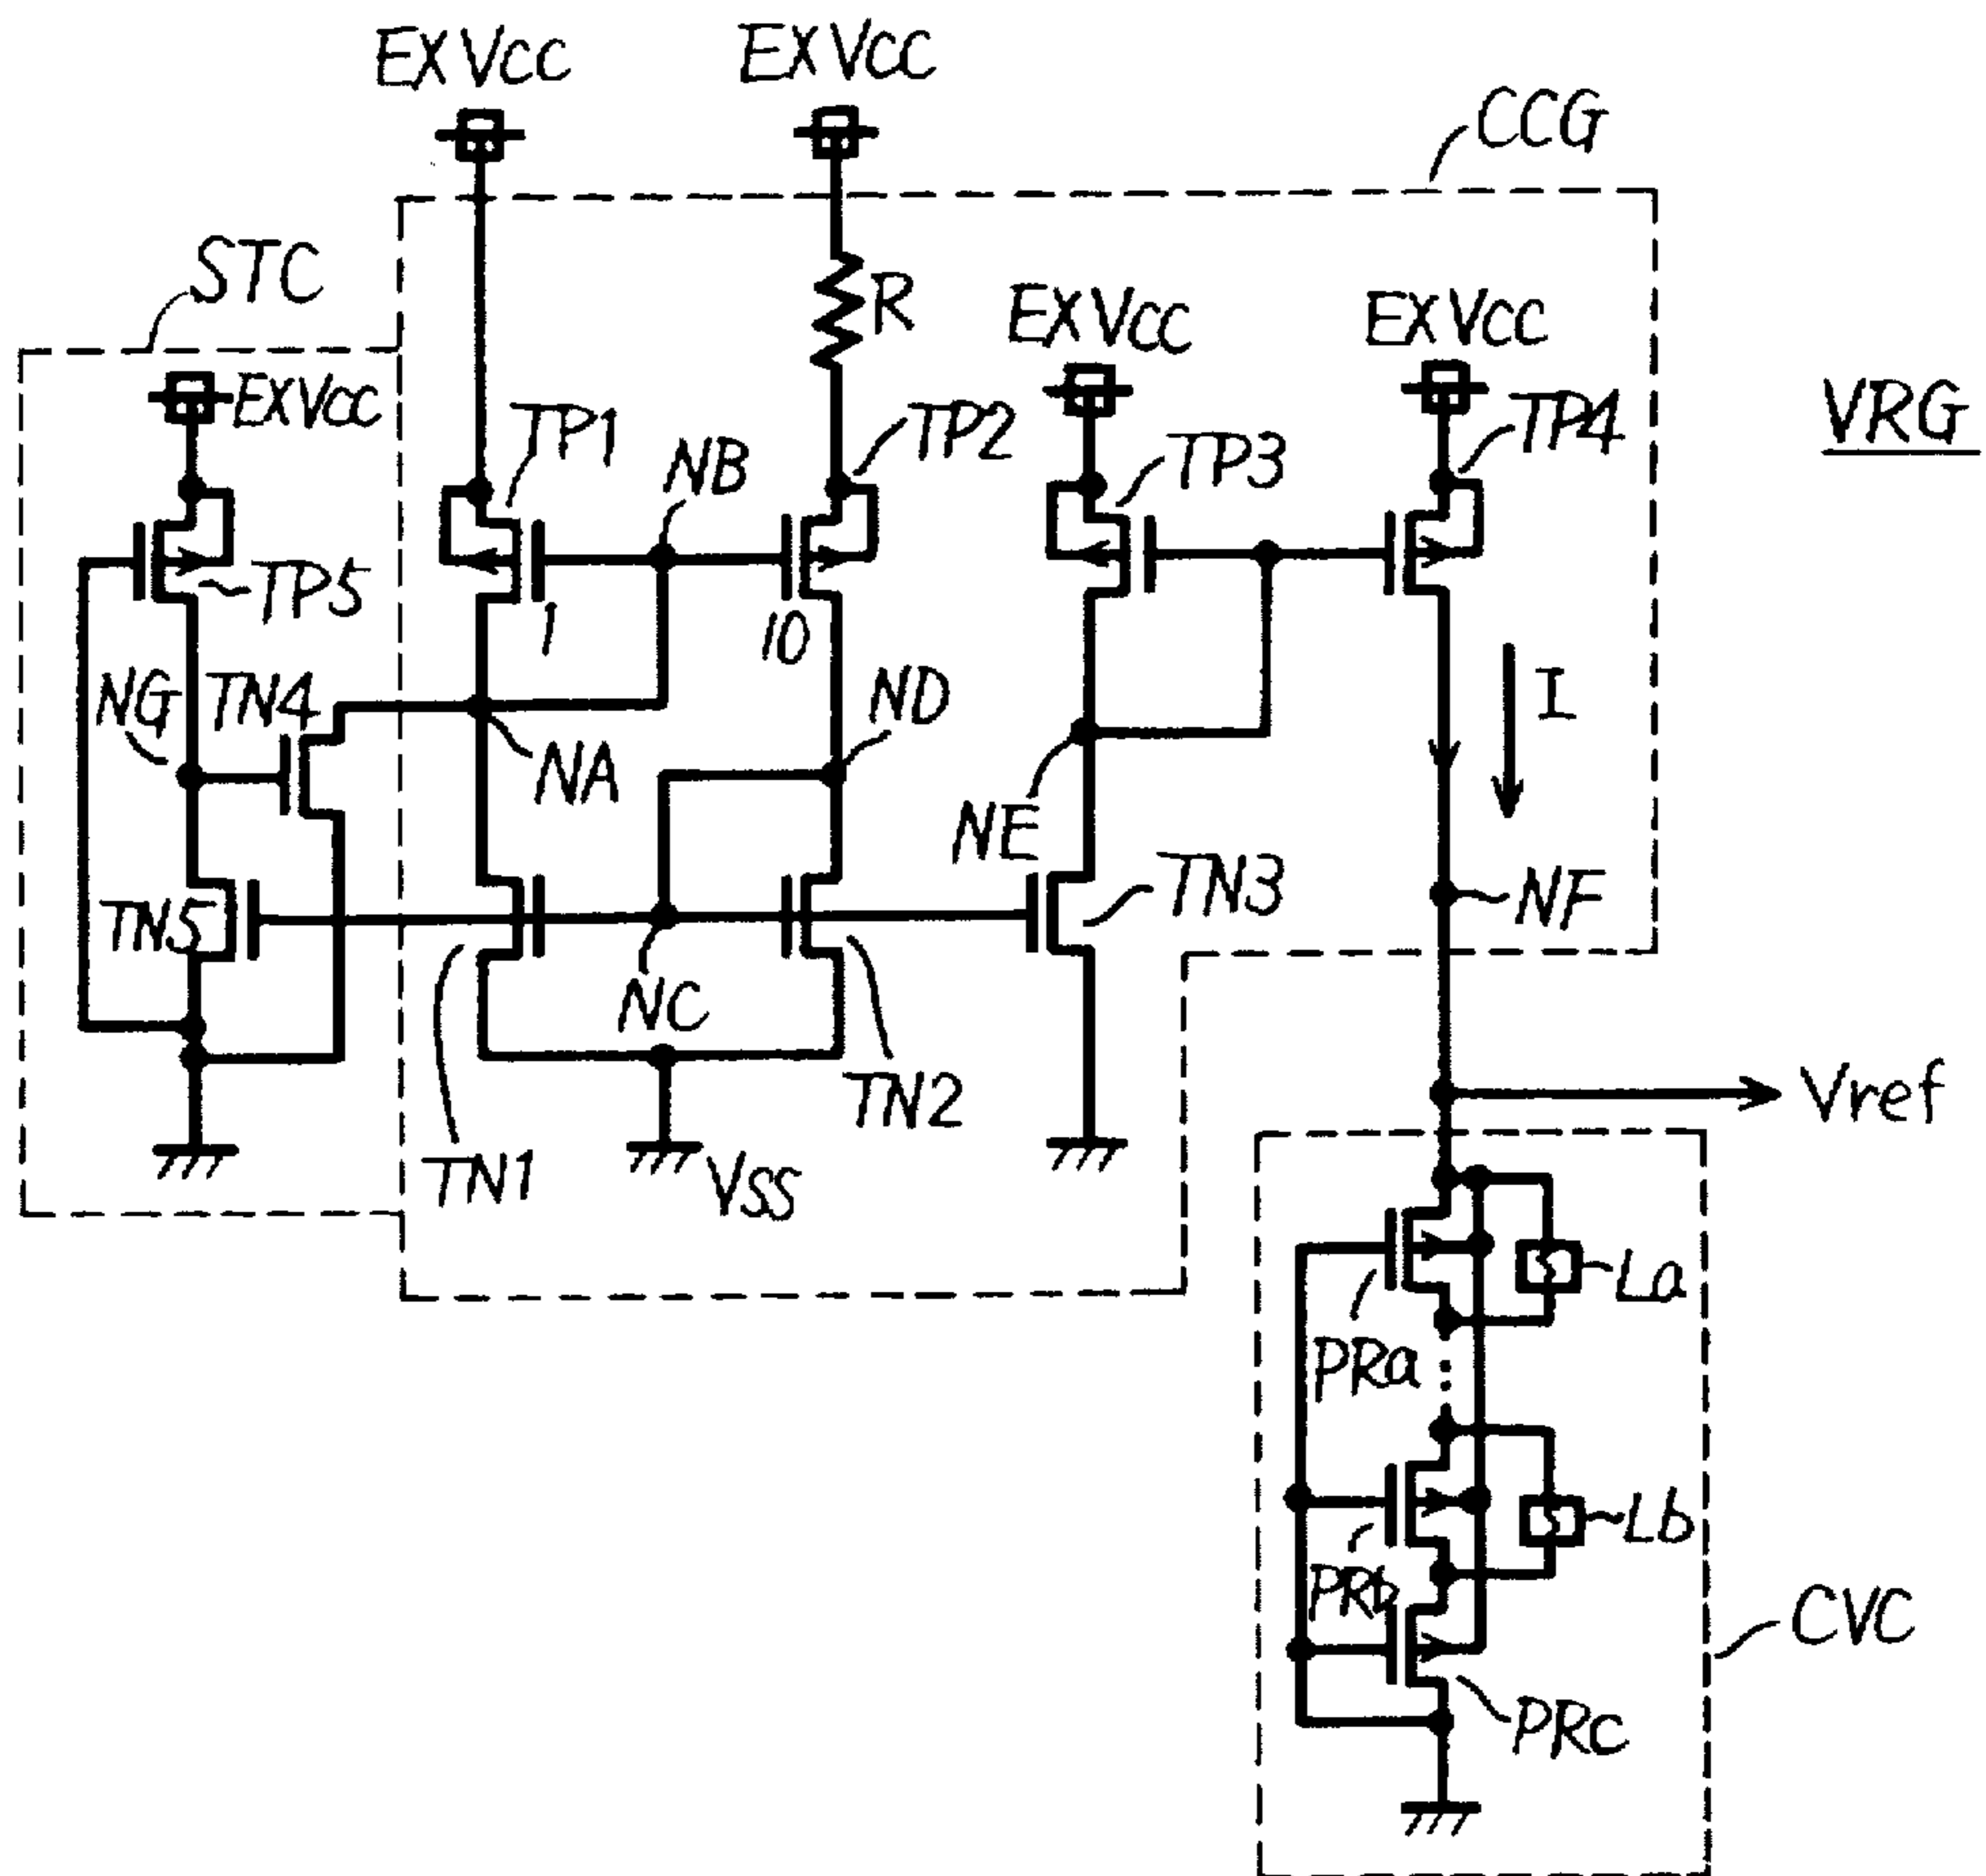 EXVCC
EXVCC
CCG
STC
R
EXVCC
EXVCC
EXVCC
VRG
TP1
NB
TP2
TP3
TP4
TP5
1
10
NG
TN4
ND
I
NA
NE
TN3
TN5
NF
NC
TN2
Vref
TN1
VSS
La
PRa
Lb
PRb
CVC
PRc